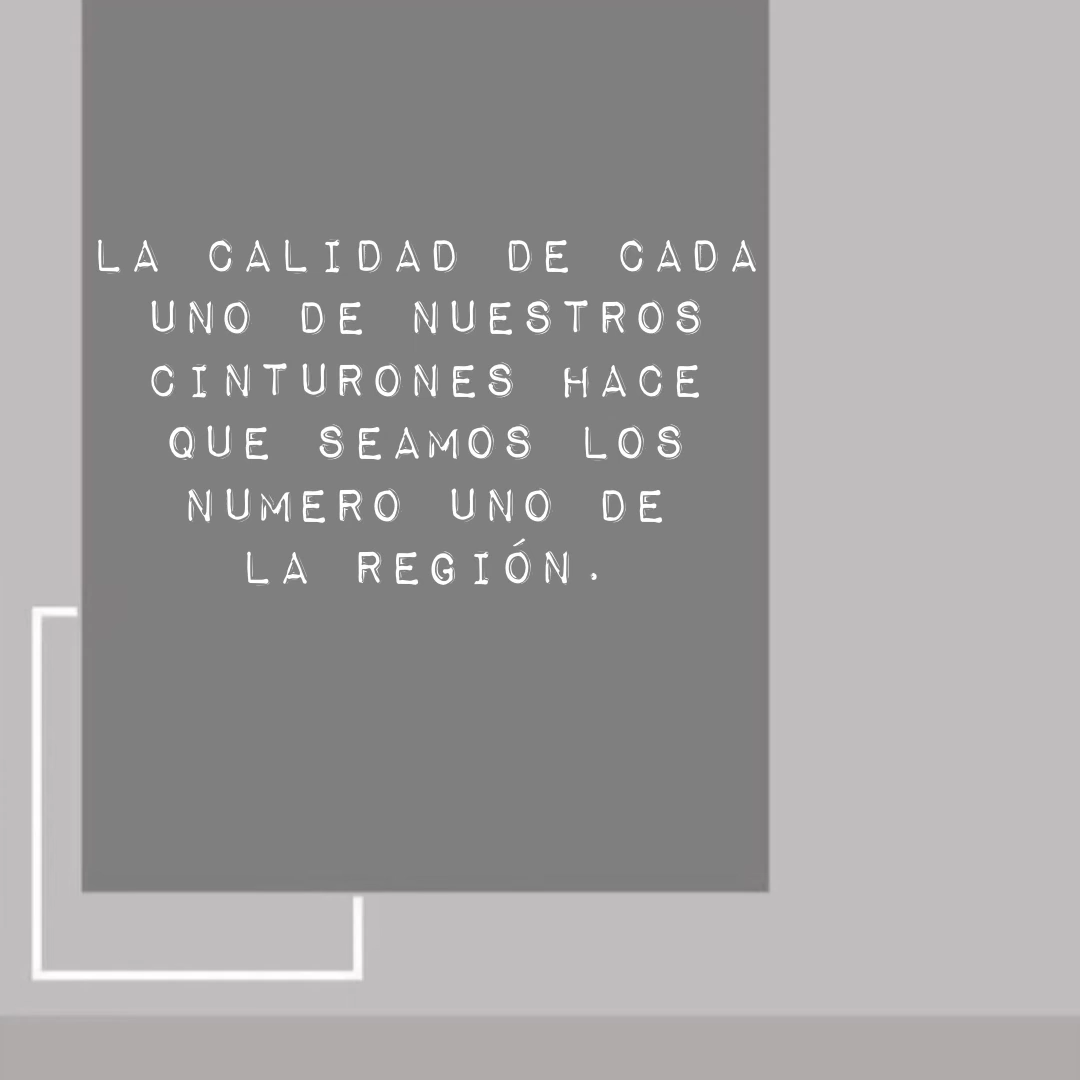 LA CALIDAD DE CADA
UNO DE NUESTROS
CINTURONES HACE
QUE SEAMOS LOS
NUMERO UNO DE
LA REGIÓN.